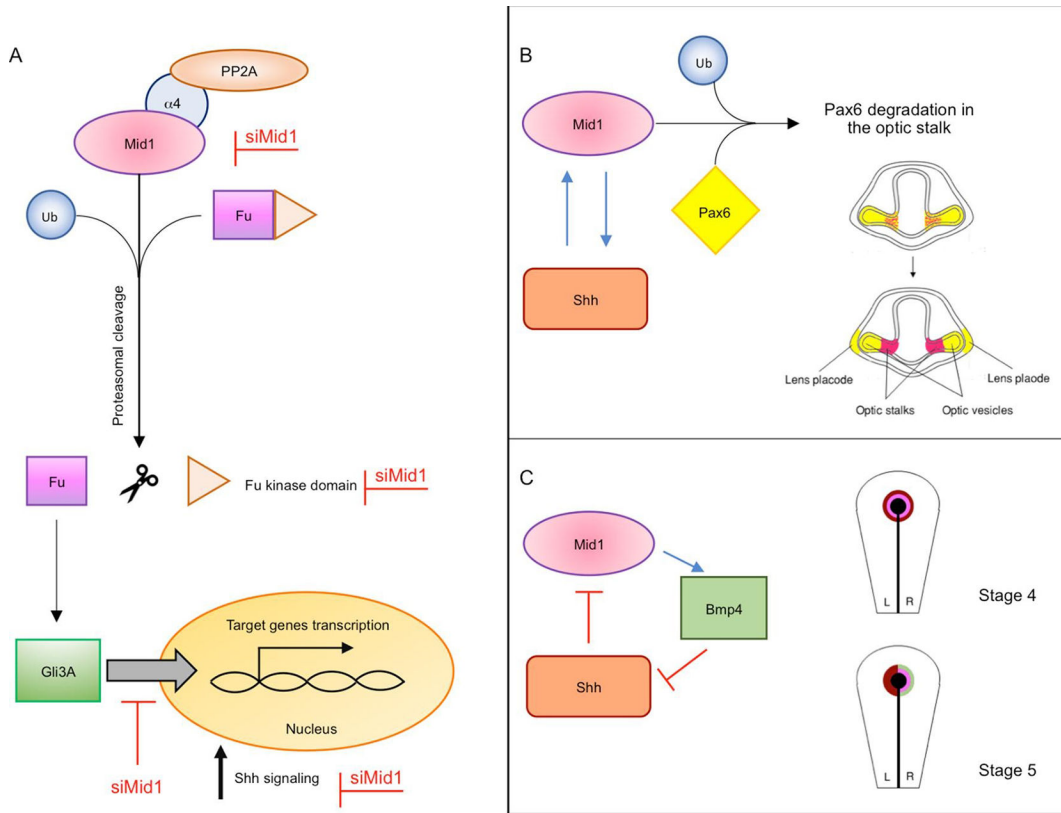 A
PP2A
α4
Mid1
siMid1
Ub
Fu
Proteasomal cleavage
Fu
Fu kinase domain
siMid1
Target genes transcription
Gli3A
Nucleus
siMid1
Shh signaling
siMid1
B
Ub
Mid1
Pax6 degradation in
the optic stalk
Pax6
Shh
Lens placode
Lens plaode
Optic stalks
Optic vesicles
C
Mid1
Bmp4
Shh
L R
Stage 4
L R
Stage 5